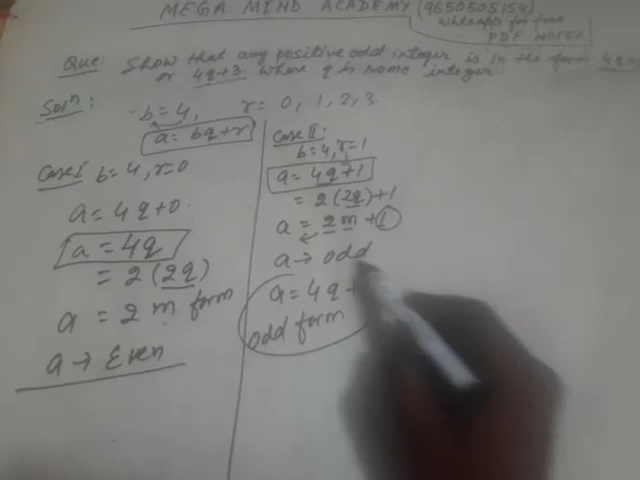 MEGA MIND ACADEMY (9650505154)
Whatsapp for free
PDF NOTES
Que: Show that any positive odd integer is in the form 4q+
or 4q+3 where q is some integer
Solⁿ: b=4, r= 0, 1, 2, 3.
a=bq+r
Case I b=4, r=0
a=4q+0
a=4q
=2(2q)
a=2m form
a→Even
Case II:
b=4, r=1
a=4q+1
=2(2q)+1
a=2m+1
a→odd
a=4q+
odd form